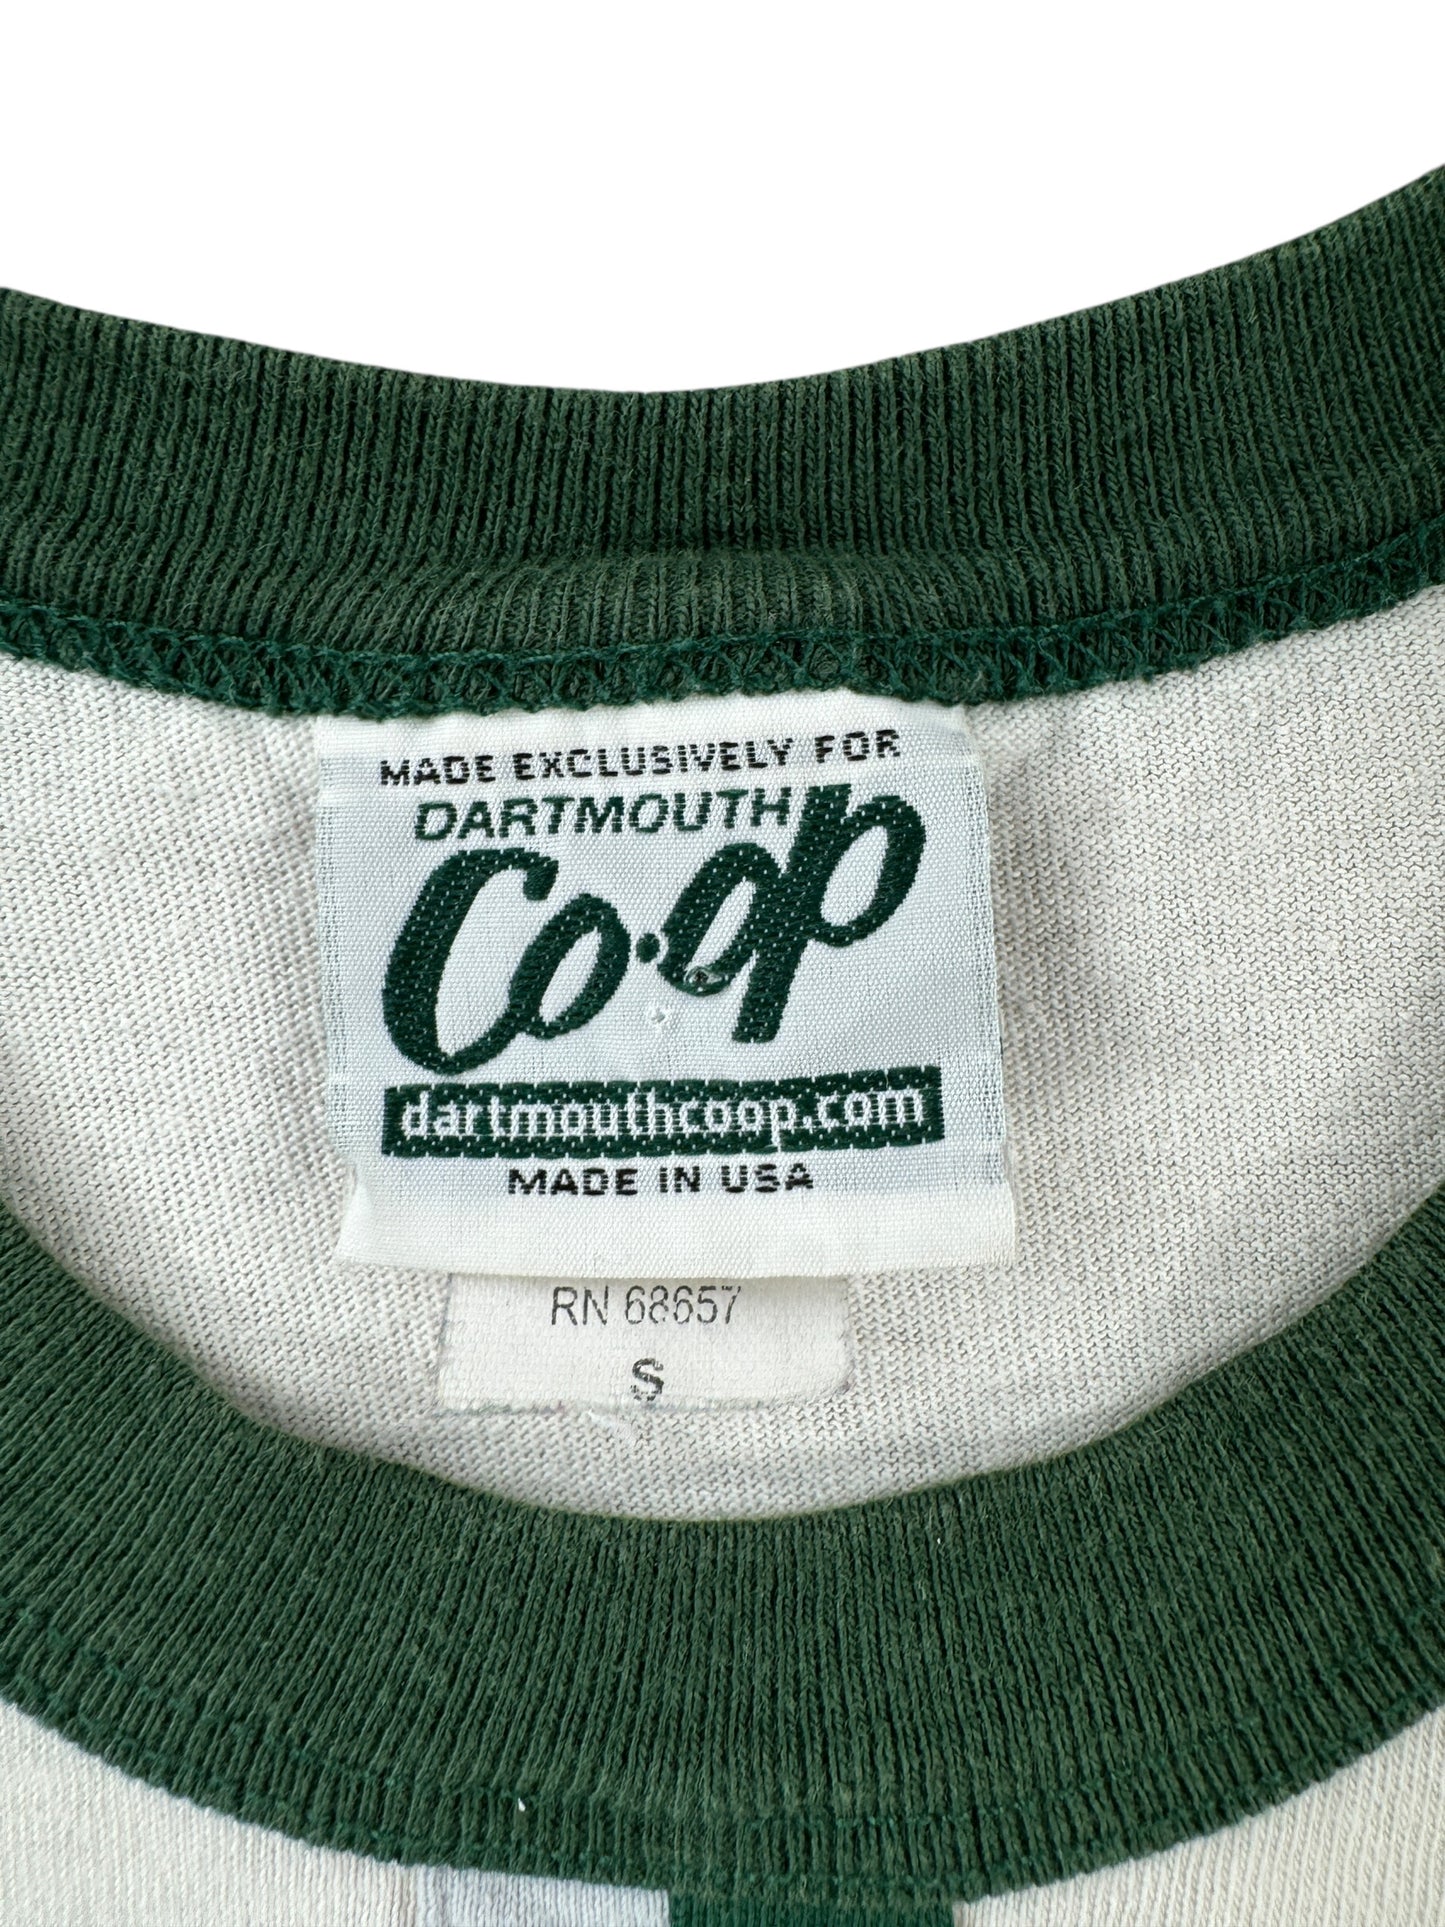 MADE EXCLUSIVELY FOR
DARTMOUTH
Co·op
dartmouthcoop.com
MADE IN USA
RN 68657
S